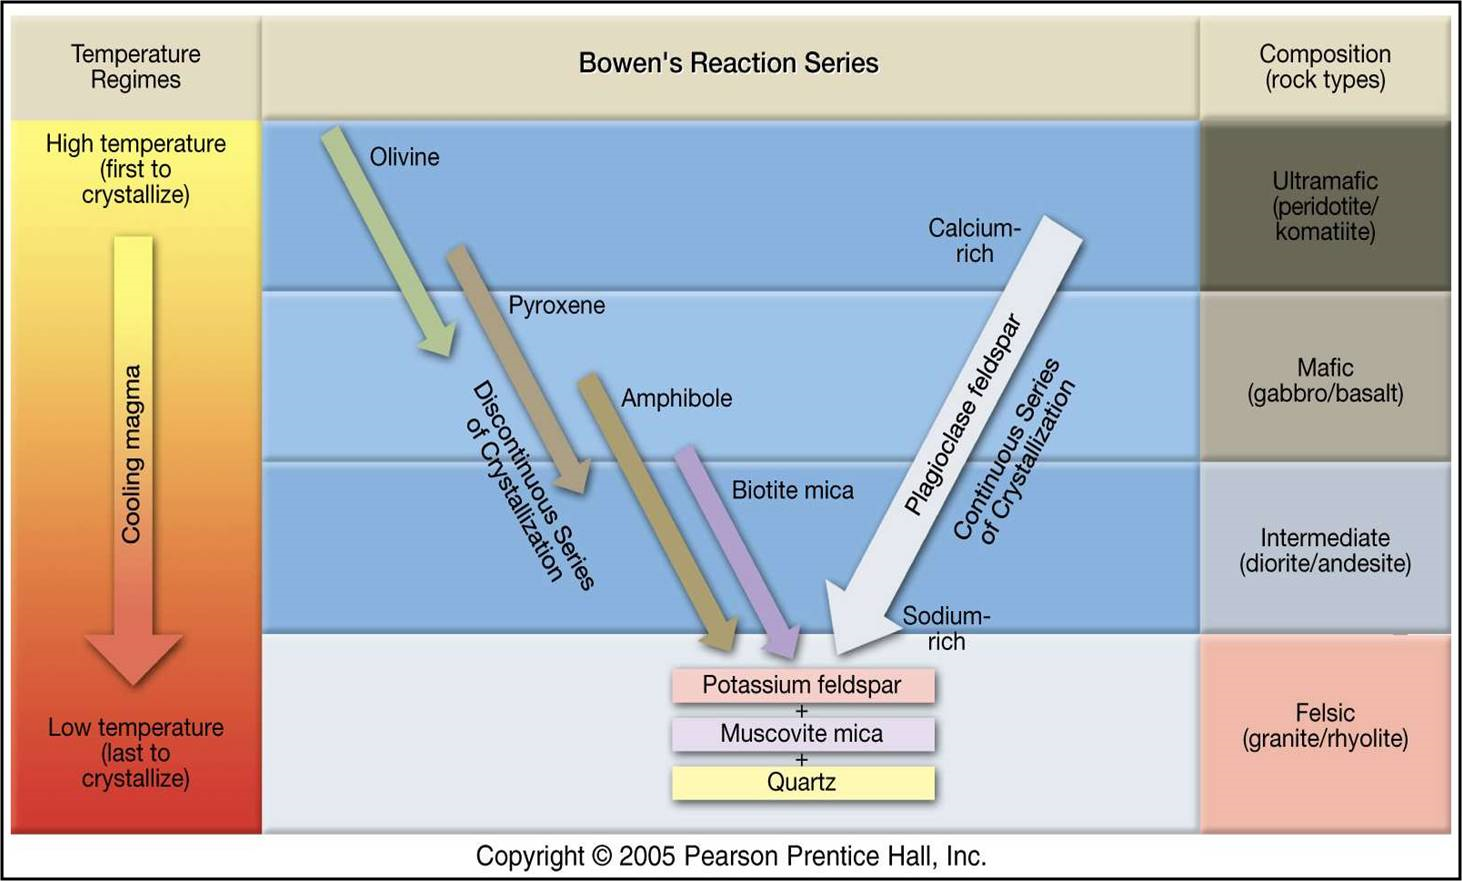 Temperature
Regimes
Bowen's Reaction Series
Composition
(rock types)
High temperature
(first to
crystallize)
Cooling magma
Low temperature
(last to
crystallize)
Olivine
Pyroxene
Amphibole
Biotite mica
Discontinuous Series
of Crystallization
Calcium-
rich
Plagioclase feldspar
Continuous Series
of Crystallization
Sodium-
rich
Potassium feldspar
+
Muscovite mica
+
Quartz
Ultramafic
(peridotite/
komatiite)
Mafic
(gabbro/basalt)
Intermediate
(diorite/andesite)
Felsic
(granite/rhyolite)
Copyright © 2005 Pearson Prentice Hall, Inc.